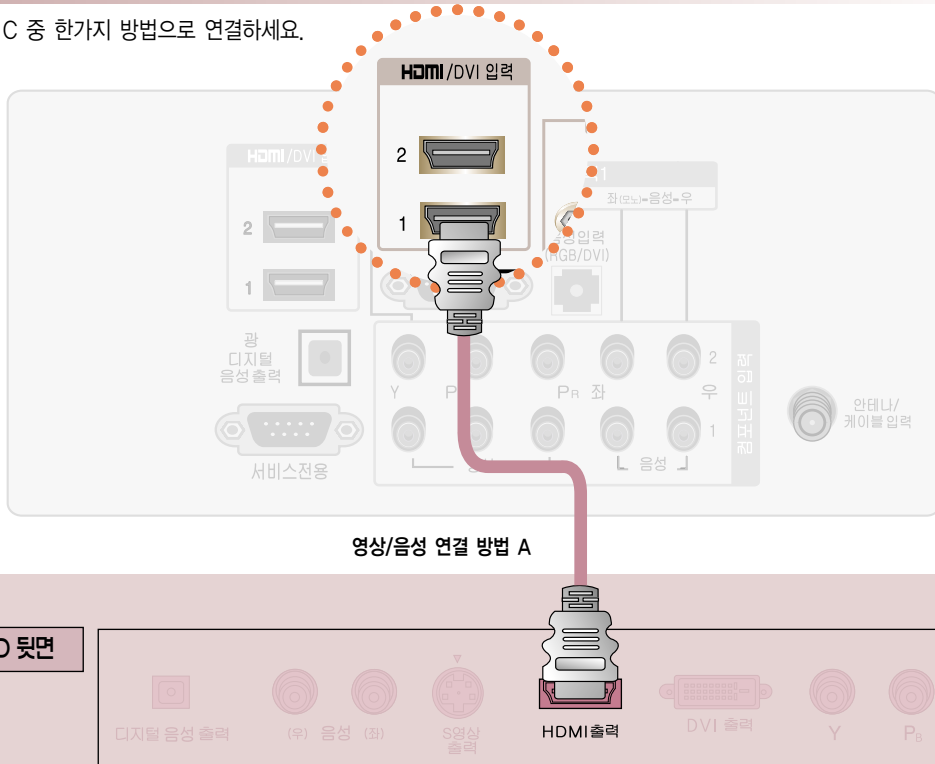 C 중 한가지 방법으로 연결하세요.
HDMI/DVI 입력
2
1
HDMI/DVI
2
1
좌(모노)-음성-우
음성입력
(RGB/DVI)
광
디지털
음성출력
서비스전용
Y
P
PR
좌
우
2
1
음성
컴포넌트 입력
안테나/
케이블입력
영상/음성 연결 방법 A
뒷면
디지털 음성 출력
(우) 음성 (좌)
S영상
출력
HDMI출력
DVI 출력
Y
PB